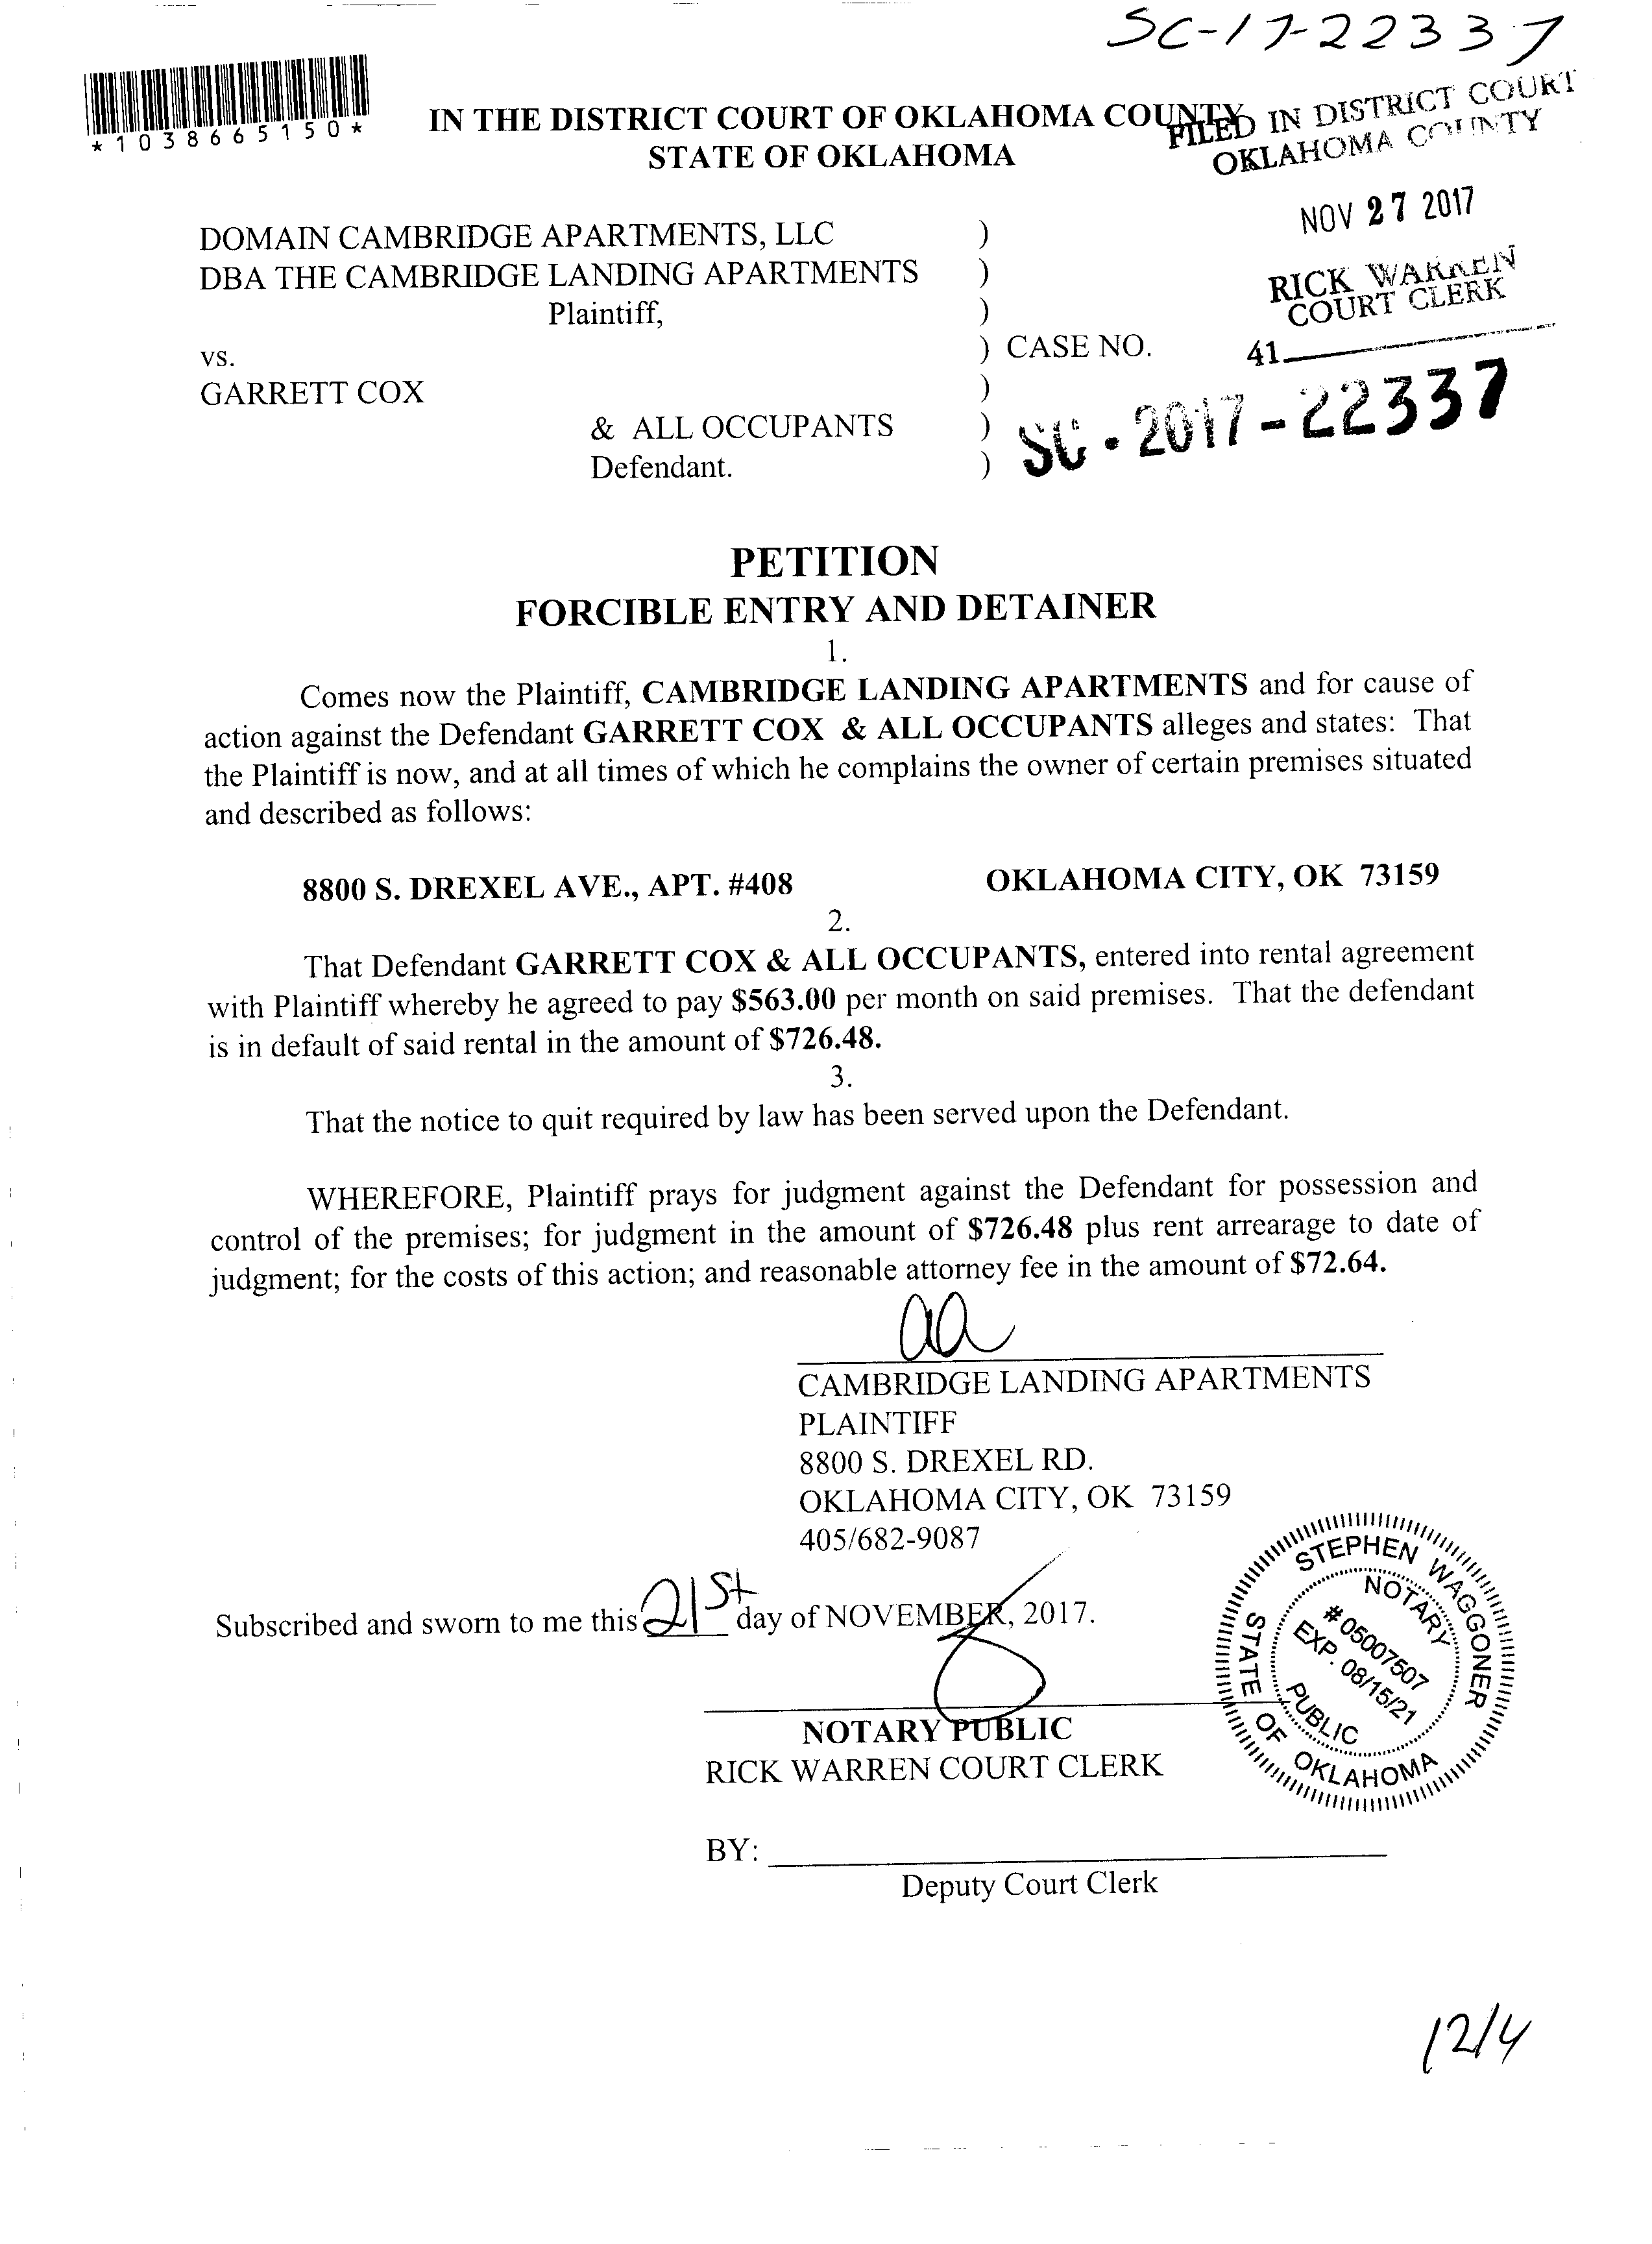 SC-17-22337
*1038665150*
IN THE DISTRICT COURT OF OKLAHOMA COUNTY
STATE OF OKLAHOMA
FILED IN DISTRICT COURT
OKLAHOMA COUNTY
NOV 27 2017
RICK WARREN
COURT CLERK
41
DOMAIN CAMBRIDGE APARTMENTS, LLC )
DBA THE CAMBRIDGE LANDING APARTMENTS )
Plaintiff, )
vs. ) CASE NO.
GARRETT COX )
& ALL OCCUPANTS ) SC-2017-22337
Defendant. )
PETITION
FORCIBLE ENTRY AND DETAINER
1.
Comes now the Plaintiff, CAMBRIDGE LANDING APARTMENTS and for cause of
action against the Defendant GARRETT COX & ALL OCCUPANTS alleges and states: That
the Plaintiff is now, and at all times of which he complains the owner of certain premises situated
and described as follows:
8800 S. DREXEL AVE., APT. #408 OKLAHOMA CITY, OK 73159
2.
That Defendant GARRETT COX & ALL OCCUPANTS, entered into rental agreement
with Plaintiff whereby he agreed to pay $563.00 per month on said premises. That the defendant
is in default of said rental in the amount of $726.48.
3.
That the notice to quit required by law has been served upon the Defendant.
WHEREFORE, Plaintiff prays for judgment against the Defendant for possession and
control of the premises; for judgment in the amount of $726.48 plus rent arrearage to date of
judgment; for the costs of this action; and reasonable attorney fee in the amount of $72.64.
CAMBRIDGE LANDING APARTMENTS
PLAINTIFF
8800 S. DREXEL RD.
OKLAHOMA CITY, OK 73159
405/682-9087
Subscribed and sworn to me this 21st day of NOVEMBER, 2017.
NOTARY PUBLIC
RICK WARREN COURT CLERK
STEPHEN WAGGONER
NOTARY
#05007507
EXP. 08/15/21
PUBLIC
STATE OF OKLAHOMA
BY:
Deputy Court Clerk
12/4